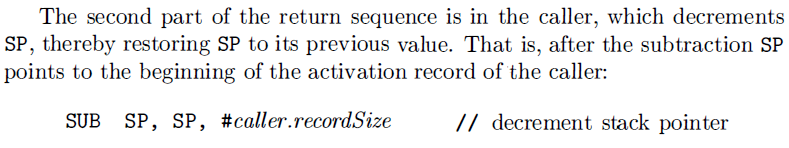 The second part of the return sequence is in the caller, which decrements
SP, thereby restoring SP to its previous value. That is, after the subtraction SP
points to the beginning of the activation record of the caller:
SUB SP, SP, #caller.recordSize // decrement stack pointer